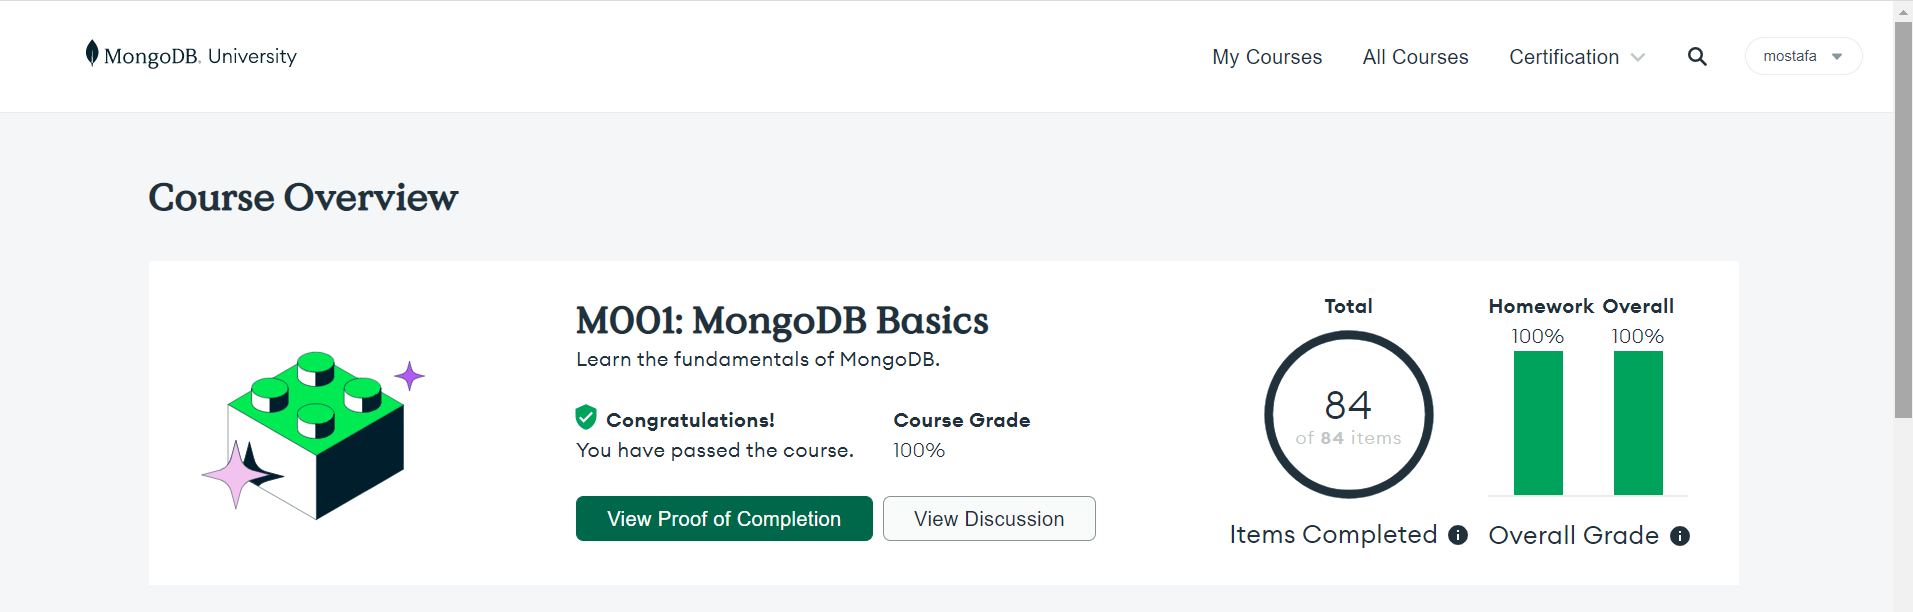 MongoDB. University
My Courses
All Courses
Certification
mostafa
Course Overview
M001: MongoDB Basics
Learn the fundamentals of MongoDB.
Congratulations!
You have passed the course.
Course Grade
100%
View Proof of Completion
View Discussion
Total
84
of 84 items
Items Completed
Homework
100%
Overall
100%
Overall Grade